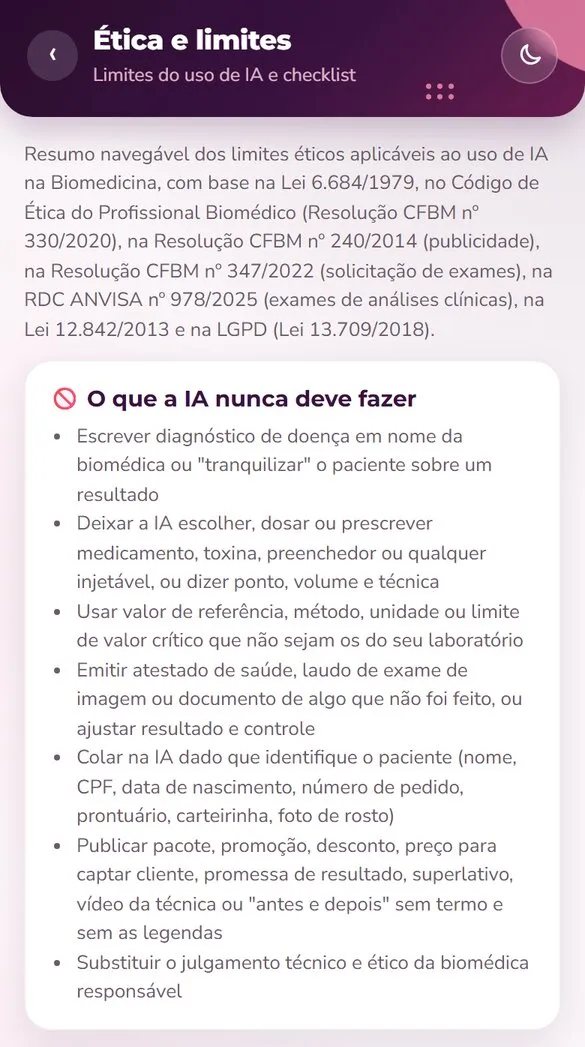 Ética e limites
Limites do uso de IA e checklist
Resumo navegável dos limites éticos aplicáveis ao uso de IA
na Biomedicina, com base na Lei 6.684/1979, no Código de
Ética do Profissional Biomédico (Resolução CFBM nº
330/2020), na Resolução CFBM nº 240/2014 (publicidade),
na Resolução CFBM nº 347/2022 (solicitação de exames), na
RDC ANVISA nº 978/2025 (exames de análises clínicas), na
Lei 12.842/2013 e na LGPD (Lei 13.709/2018).
O que a IA nunca deve fazer
• Escrever diagnóstico de doença em nome da
biomédica ou "tranquilizar" o paciente sobre um
resultado
• Deixar a IA escolher, dosar ou prescrever
medicamento, toxina, preenchedor ou qualquer
injetável, ou dizer ponto, volume e técnica
• Usar valor de referência, método, unidade ou limite
de valor crítico que não sejam os do seu laboratório
• Emitir atestado de saúde, laudo de exame de
imagem ou documento de algo que não foi feito, ou
ajustar resultado e controle
• Colar na IA dado que identifique o paciente (nome,
CPF, data de nascimento, número de pedido,
prontuário, carteirinha, foto de rosto)
• Publicar pacote, promoção, desconto, preço para
captar cliente, promessa de resultado, superlativo,
vídeo da técnica ou "antes e depois" sem termo e
sem as legendas
• Substituir o julgamento técnico e ético da biomédica
responsável